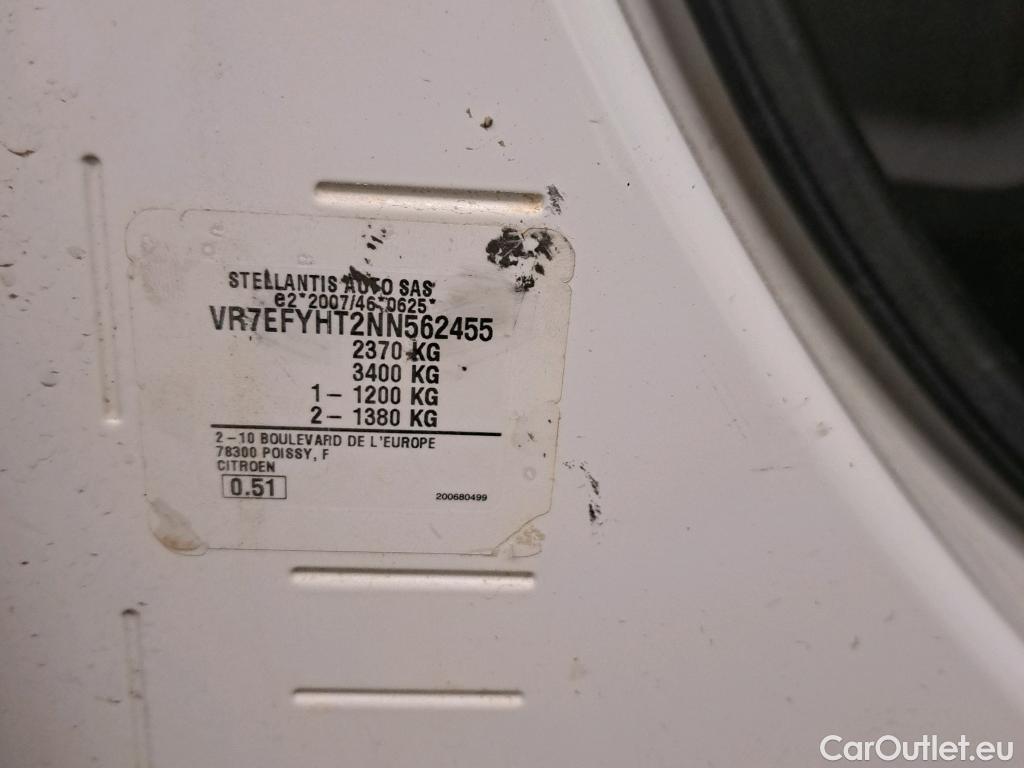 STELLANTIS AUTO SAS
e2*2007/46*0625*
VR7EFYHT2NN562455
2370 KG
3400 KG
1 – 1200 KG
2 – 1380 KG
2 – 10 BOULEVARD DE L'EUROPE
78300 POISSY, F
CITROEN
0.51
200680499
CarOutlet.eu